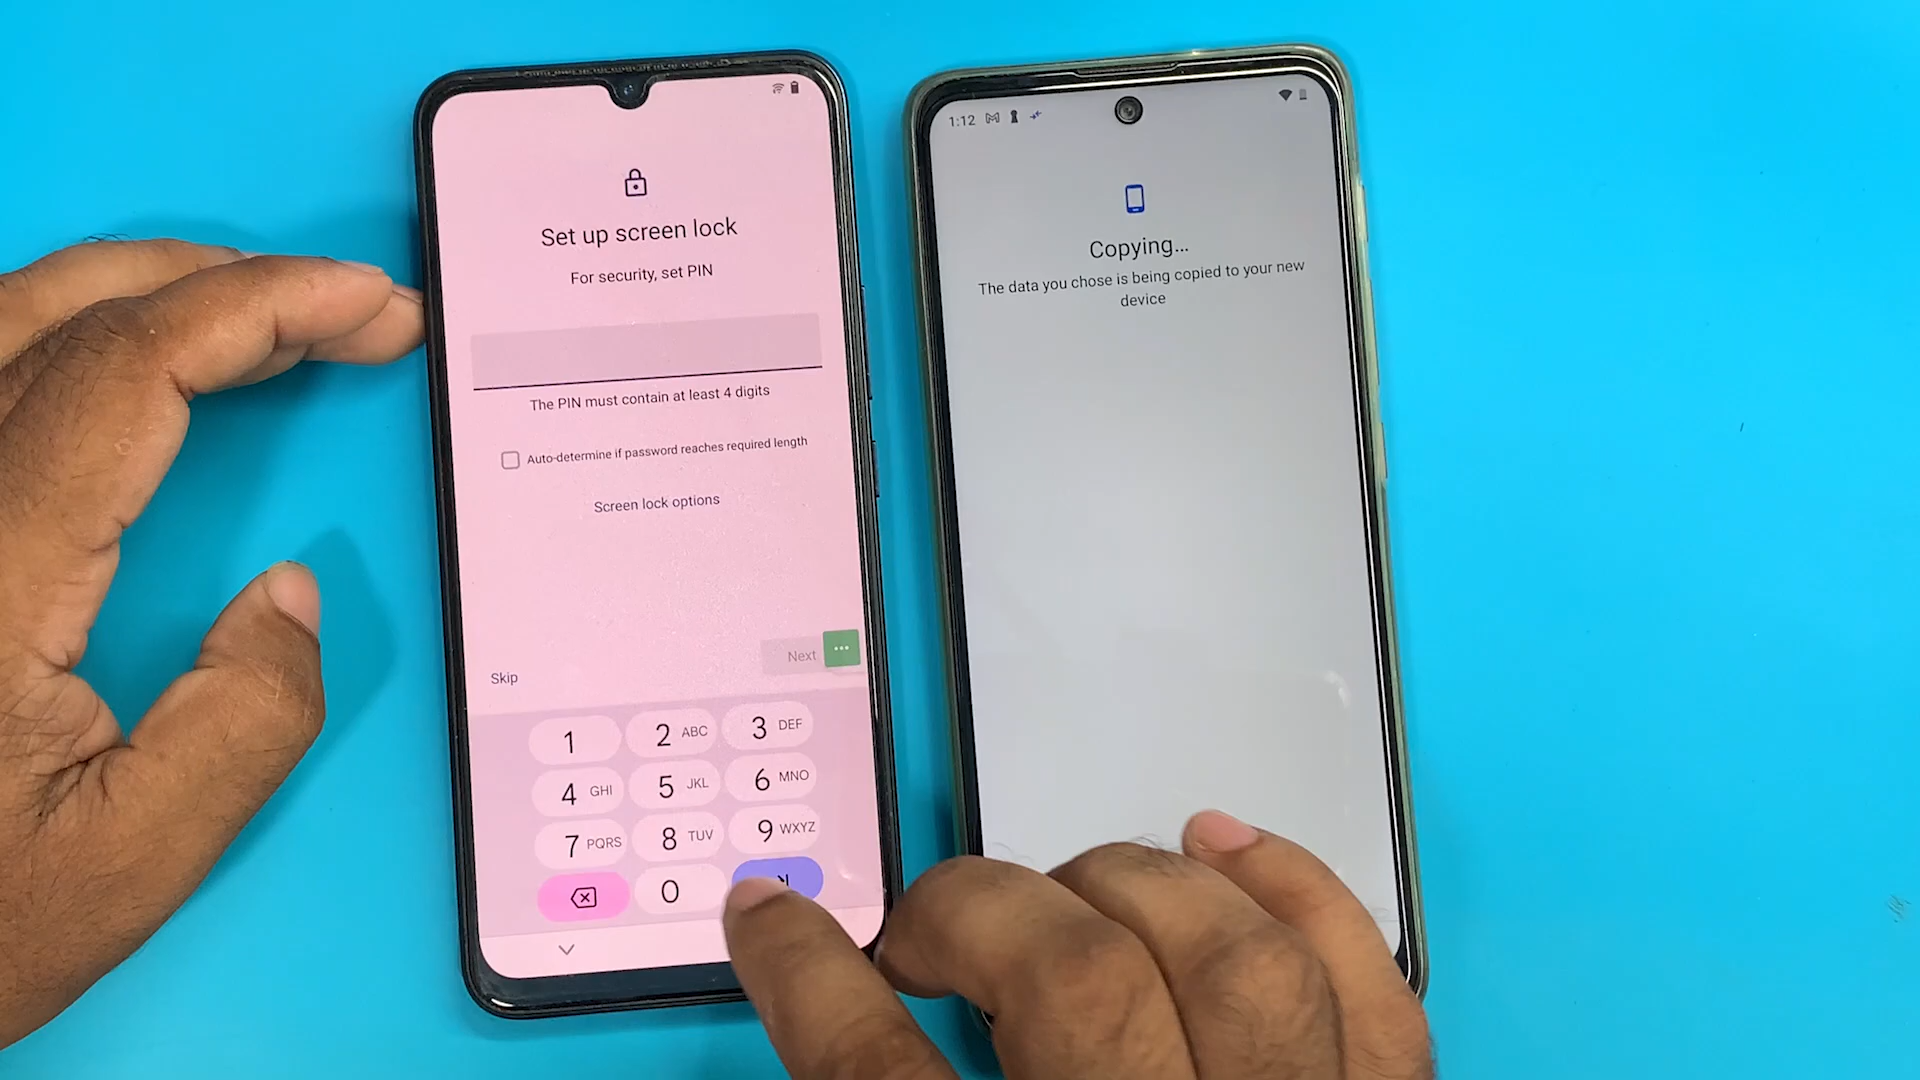 Set up screen lock
For security, set PIN
The PIN must contain at least 4 digits
Auto-determine if password reaches required length
Screen lock options
Skip
Next
1
2 ABC
3 DEF
4 GHI
5 JKL
6 MNO
7 PQRS
8 TUV
9 WXYZ
0
1:12
Copying...
The data you chose is being copied to your new
device